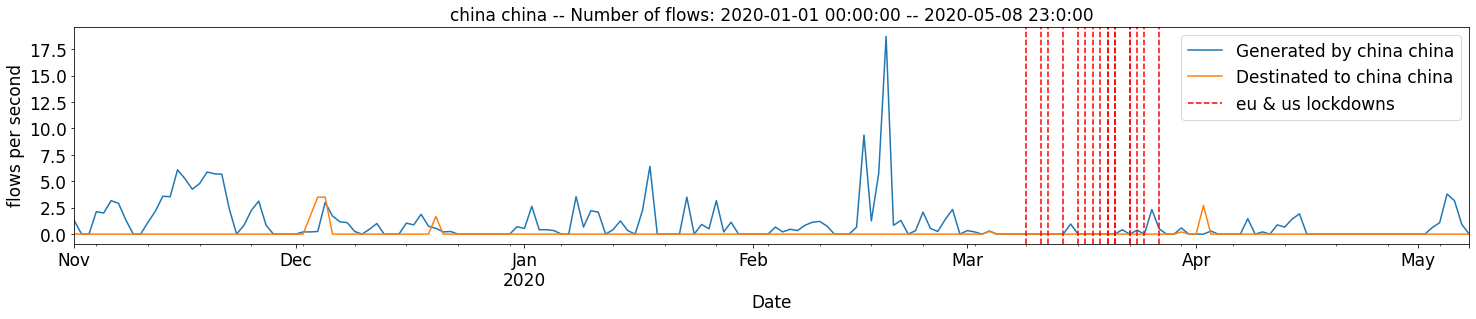 china china -- Number of flows: 2020-01-01 00:00:00 -- 2020-05-08 23:0:00
flows per second
17.5
15.0
12.5
10.0
7.5
5.0
2.5
0.0
Generated by china china
Destinated to china china
eu & us lockdowns
Nov Dec Jan Feb Mar Apr May
2020
Date